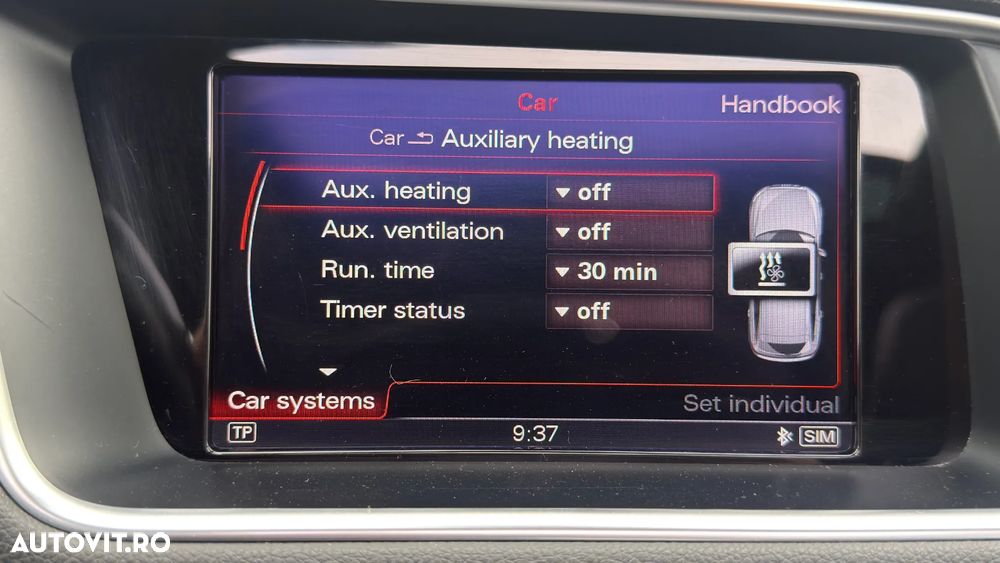 Car
Handbook
Car Auxiliary heating
Aux. heating off
Aux. ventilation off
Run. time 30 min
Timer status off
Car systems
Set individual
TP
9:37
SIM
AUTOVIT.RO